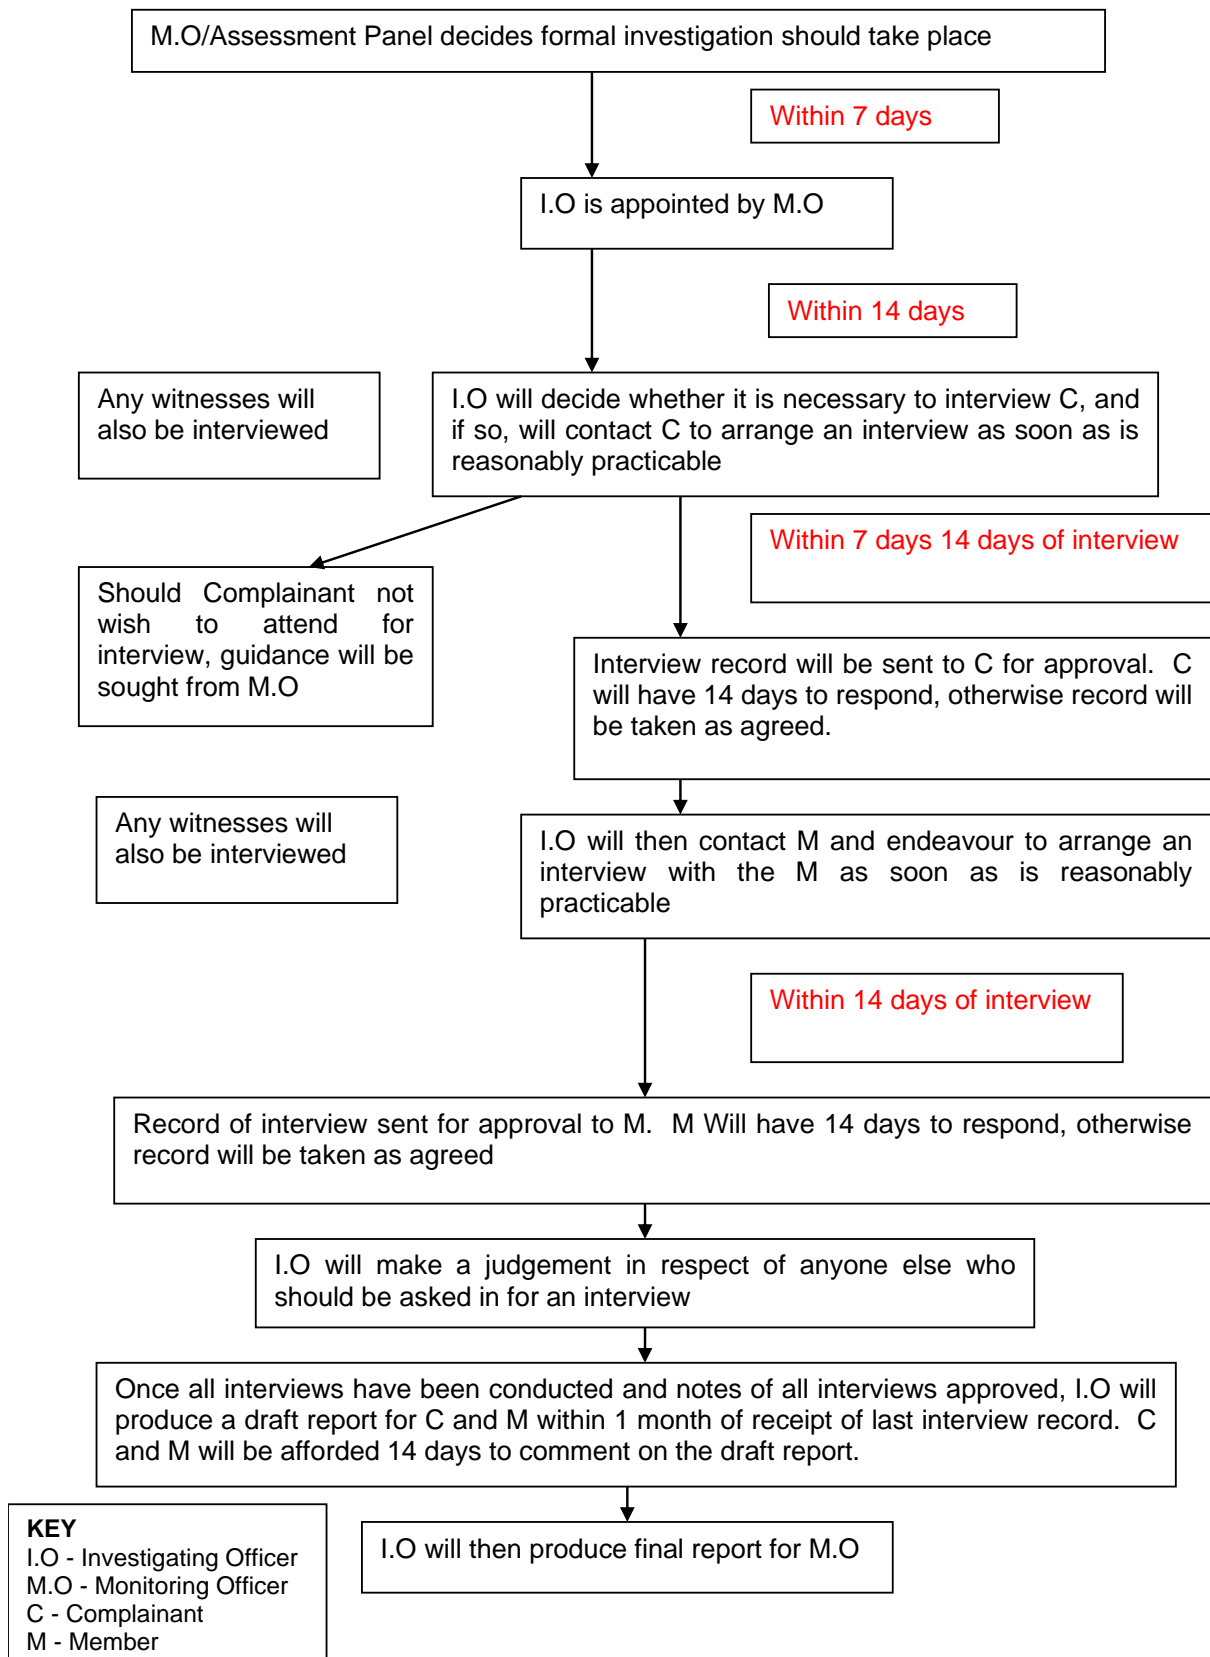 M.O/Assessment Panel decides formal investigation should take place
Within 7 days
I.O is appointed by M.O
Within 14 days
Any witnesses will
also be interviewed
I.O will decide whether it is necessary to interview C, and
if so, will contact C to arrange an interview as soon as is
reasonably practicable
Within 7 days 14 days of interview
Should Complainant not
wish to attend for
interview, guidance will be
sought from M.O
Interview record will be sent to C for approval. C
will have 14 days to respond, otherwise record will
be taken as agreed.
Any witnesses will
also be interviewed
I.O will then contact M and endeavour to arrange an
interview with the M as soon as is reasonably
practicable
Within 14 days of interview
Record of interview sent for approval to M. M Will have 14 days to respond, otherwise
record will be taken as agreed
I.O will make a judgement in respect of anyone else who
should be asked in for an interview
Once all interviews have been conducted and notes of all interviews approved, I.O will
produce a draft report for C and M within 1 month of receipt of last interview record. C
and M will be afforded 14 days to comment on the draft report.
I.O will then produce final report for M.O
KEY
I.O - Investigating Officer
M.O - Monitoring Officer
C - Complainant
M - Member